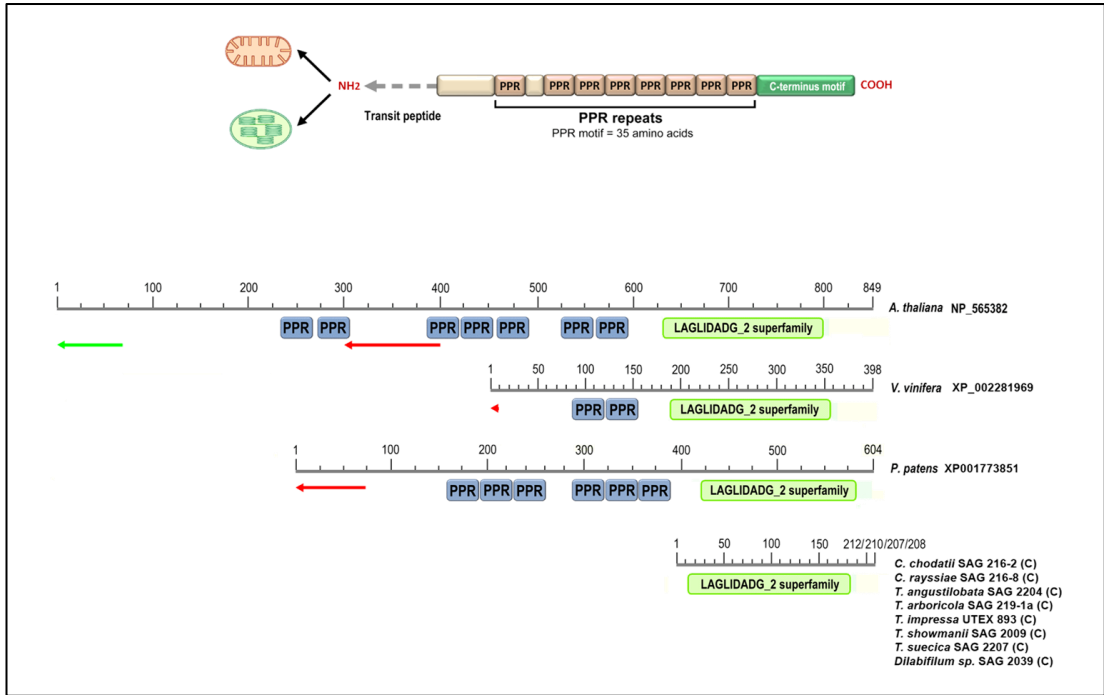 NH2
PPR PPR PPR PPR PPR PPR PPR PPR C-terminus motif COOH
Transit peptide
PPR repeats
PPR motif = 35 amino acids
1 100 200 300 400 500 600 700 800 849
A. thaliana NP_565382
PPR PPR PPR PPR PPR PPR PPR LAGLIDADG_2 superfamily
1 50 100 150 200 250 300 350 398
V. vinifera XP_002281969
PPR PPR LAGLIDADG_2 superfamily
1 100 200 300 400 500 604
P. patens XP001773851
PPR PPR PPR PPR PPR PPR LAGLIDADG_2 superfamily
1 50 100 150 212/210/207/208
LAGLIDADG_2 superfamily
C. chodatii SAG 216-2 (C)
C. rayssiae SAG 216-8 (C)
T. angustilobata SAG 2204 (C)
T. arboricola SAG 219-1a (C)
T. impressa UTEX 893 (C)
T. showmanii SAG 2009 (C)
T. suecica SAG 2207 (C)
Dilabifilum sp. SAG 2039 (C)